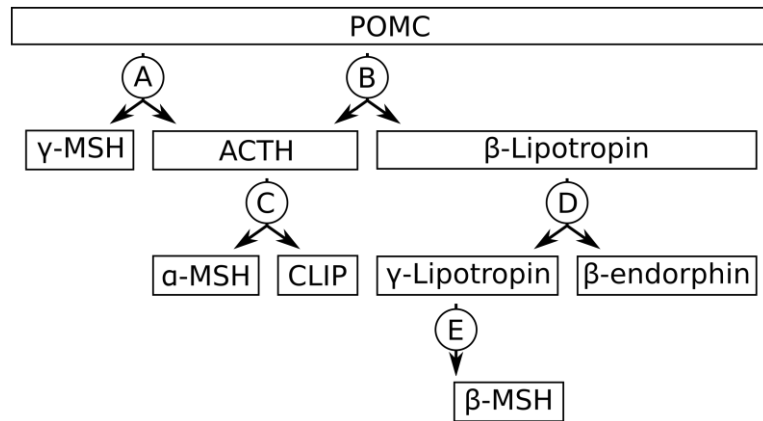 POMC
A B
γ-MSH ACTH β-Lipotropin
C D
α-MSH CLIP γ-Lipotropin β-endorphin
E
β-MSH